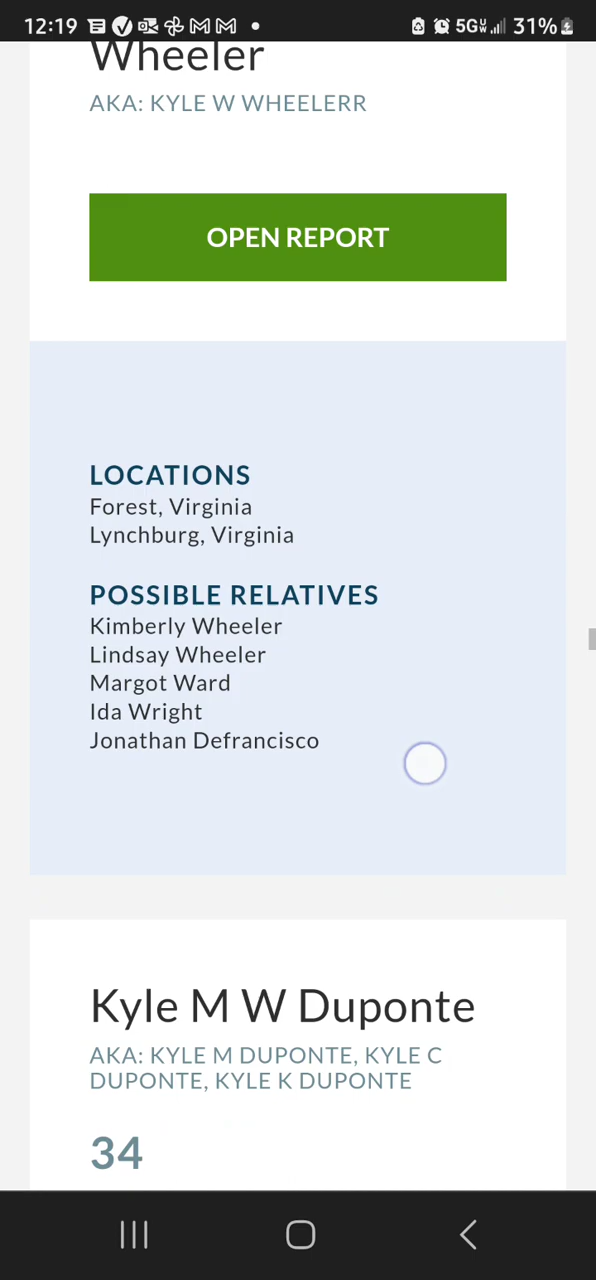 12:19
5G 31%
Wheeler
AKA: KYLE W WHEELERR
OPEN REPORT
LOCATIONS
Forest, Virginia
Lynchburg, Virginia
POSSIBLE RELATIVES
Kimberly Wheeler
Lindsay Wheeler
Margot Ward
Ida Wright
Jonathan Defrancisco
Kyle M W Duponte
AKA: KYLE M DUPONTE, KYLE C
DUPONTE, KYLE K DUPONTE
34